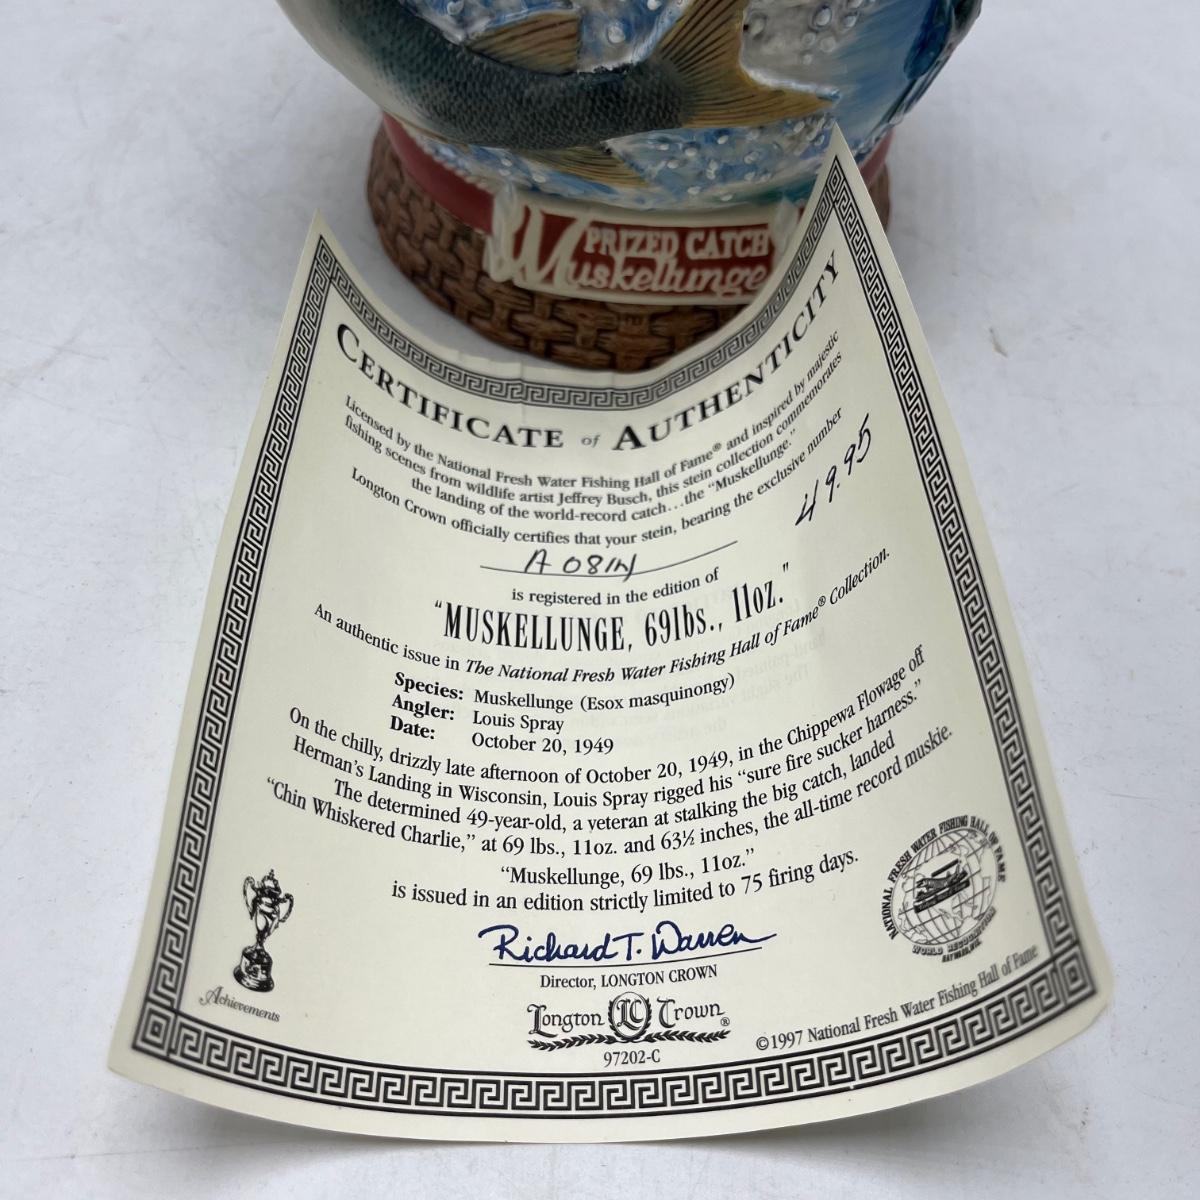 PRIZED CATCH
Muskellunge
CERTIFICATE of AUTHENTICITY
Licensed by the National Fresh Water Fishing Hall of Fame® and inspired by majestic
fishing scenes from wildlife artist Jeffrey Busch, this stein collection commemorates
the landing of the world-record catch...the "Muskellunge."
Longton Crown officially certifies that your stein, bearing the exclusive number
49.95
is registered in the edition of
"MUSKELLUNGE, 69lbs., 11oz."
An authentic issue in The National Fresh Water Fishing Hall of Fame® Collection.
Species: Muskellunge (Esox masquinongy)
Angler: Louis Spray
Date: October 20, 1949
On the chilly, drizzly late afternoon of October 20, 1949, in the Chippewa Flowage off
Herman's Landing in Wisconsin, Louis Spray rigged his "sure fire sucker harness."
The determined 49-year-old, a veteran at stalking the big catch, landed
"Chin Whiskered Charlie," at 69 lbs., 11oz. and 63½ inches, the all-time record muskie.
"Muskellunge, 69 lbs., 11oz."
is issued in an edition strictly limited to 75 firing days.
Richard T. Warren
Director, LONGTON CROWN
Longton LC Crown®
97202-C
Achievements
NATIONAL FRESH WATER FISHING HALL OF FAME
WORLD RECOGNITION
HAYWARD, WI.
©1997 National Fresh Water Fishing Hall of Fame